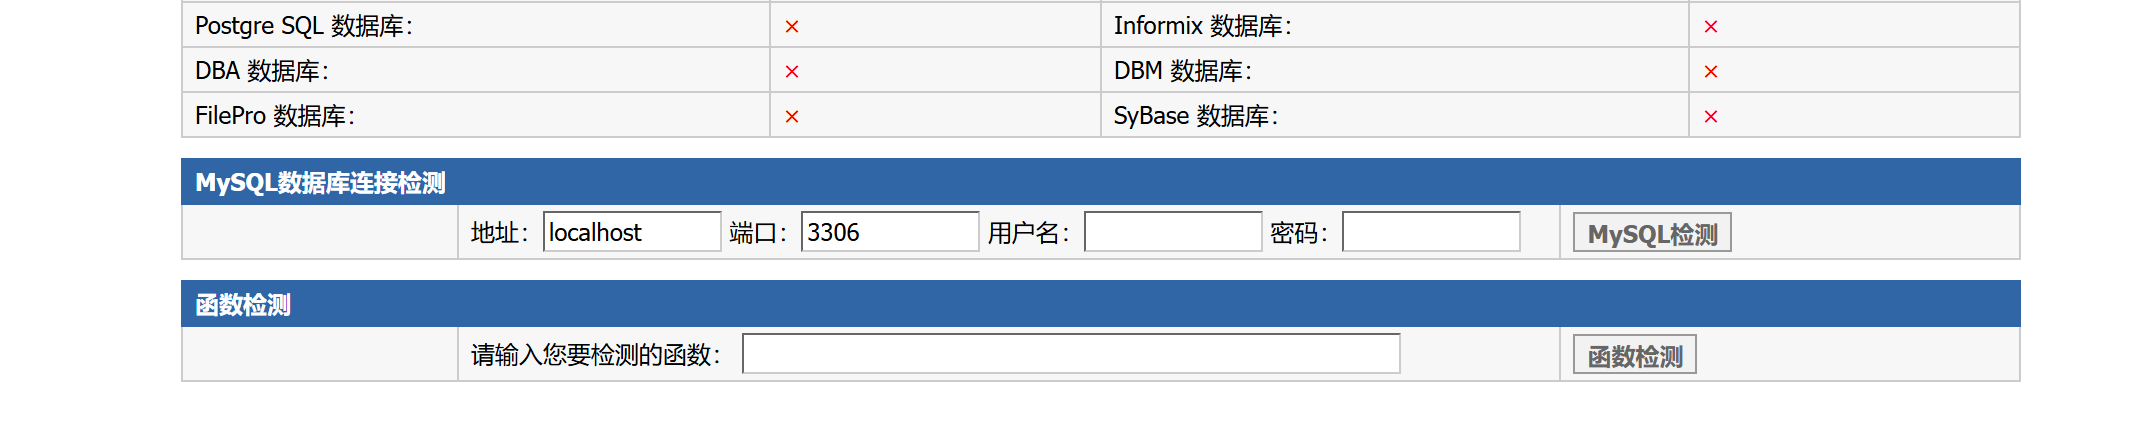 Postgre SQL 数据库： × Informix 数据库： ×
DBA 数据库： × DBM 数据库： ×
FilePro 数据库： × SyBase 数据库： ×
MySQL数据库连接检测
地址： localhost 端口： 3306 用户名： 密码： MySQL检测
函数检测
请输入您要检测的函数： 函数检测